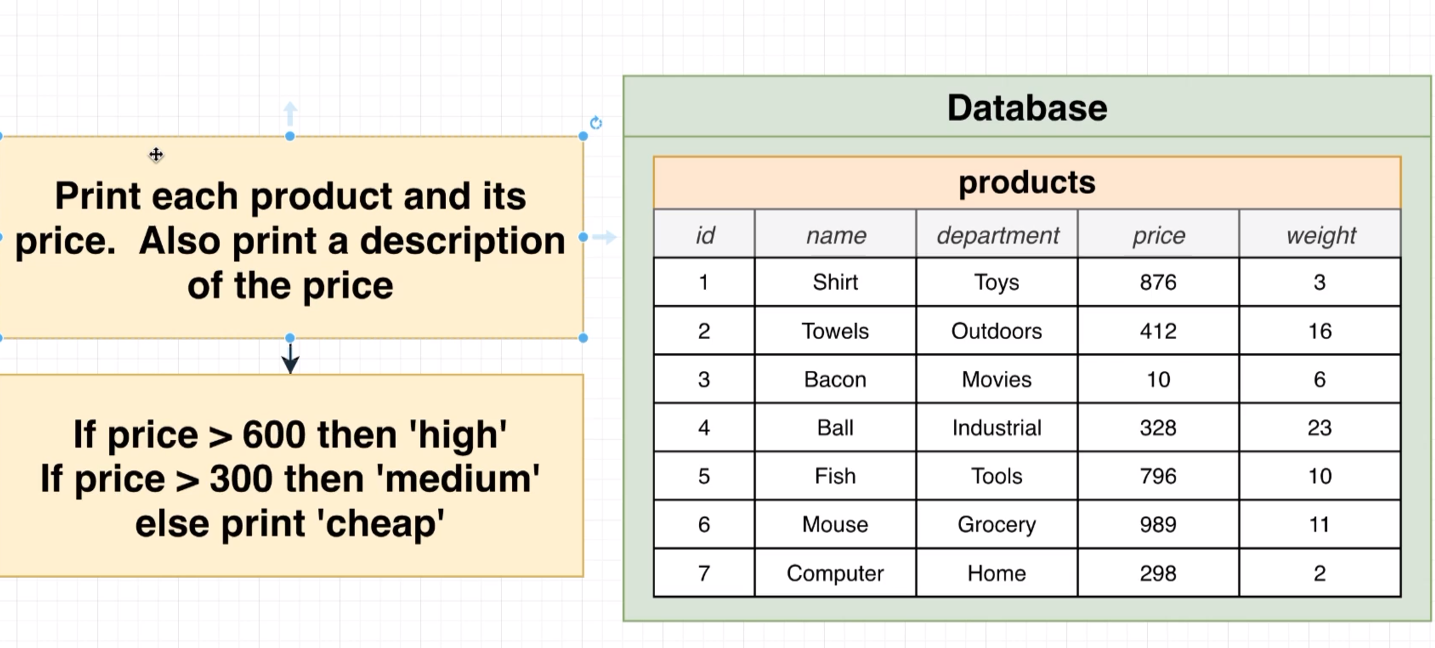 Print each product and its
price.  Also print a description
of the price
If price > 600 then 'high'
If price > 300 then 'medium'
else print 'cheap'
Database
products
id name department price weight
1 Shirt Toys 876 3
2 Towels Outdoors 412 16
3 Bacon Movies 10 6
4 Ball Industrial 328 23
5 Fish Tools 796 10
6 Mouse Grocery 989 11
7 Computer Home 298 2